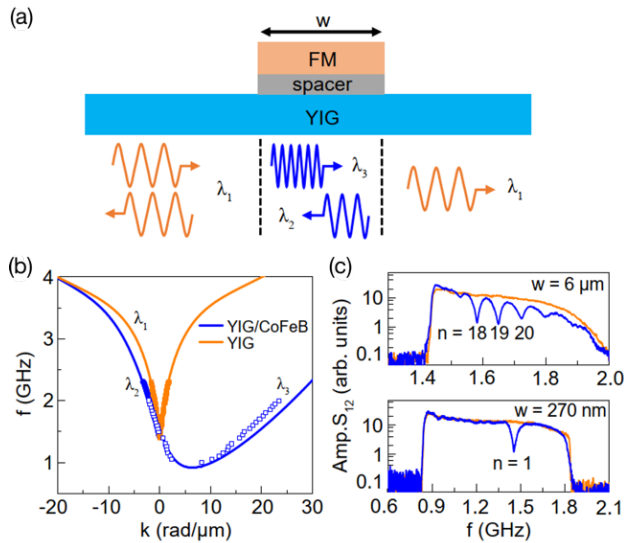 (a)
w
FM
spacer
YIG
λ₁
λ₃
λ₂
λ₁
(b)
4
3
2
1
f (GHz)
λ₁
λ₂
λ₃
YIG/CoFeB
YIG
-20 -10 0 10 20 30
k (rad/μm)
(c)
Amp.S₁₂ (arb. units)
w = 6 μm
10
1
0.1
n = 18 19 20
1.4 1.6 1.8 2.0
w = 270 nm
10
1
0.1
n = 1
0.6 0.9 1.2 1.5 1.8 2.1
f (GHz)